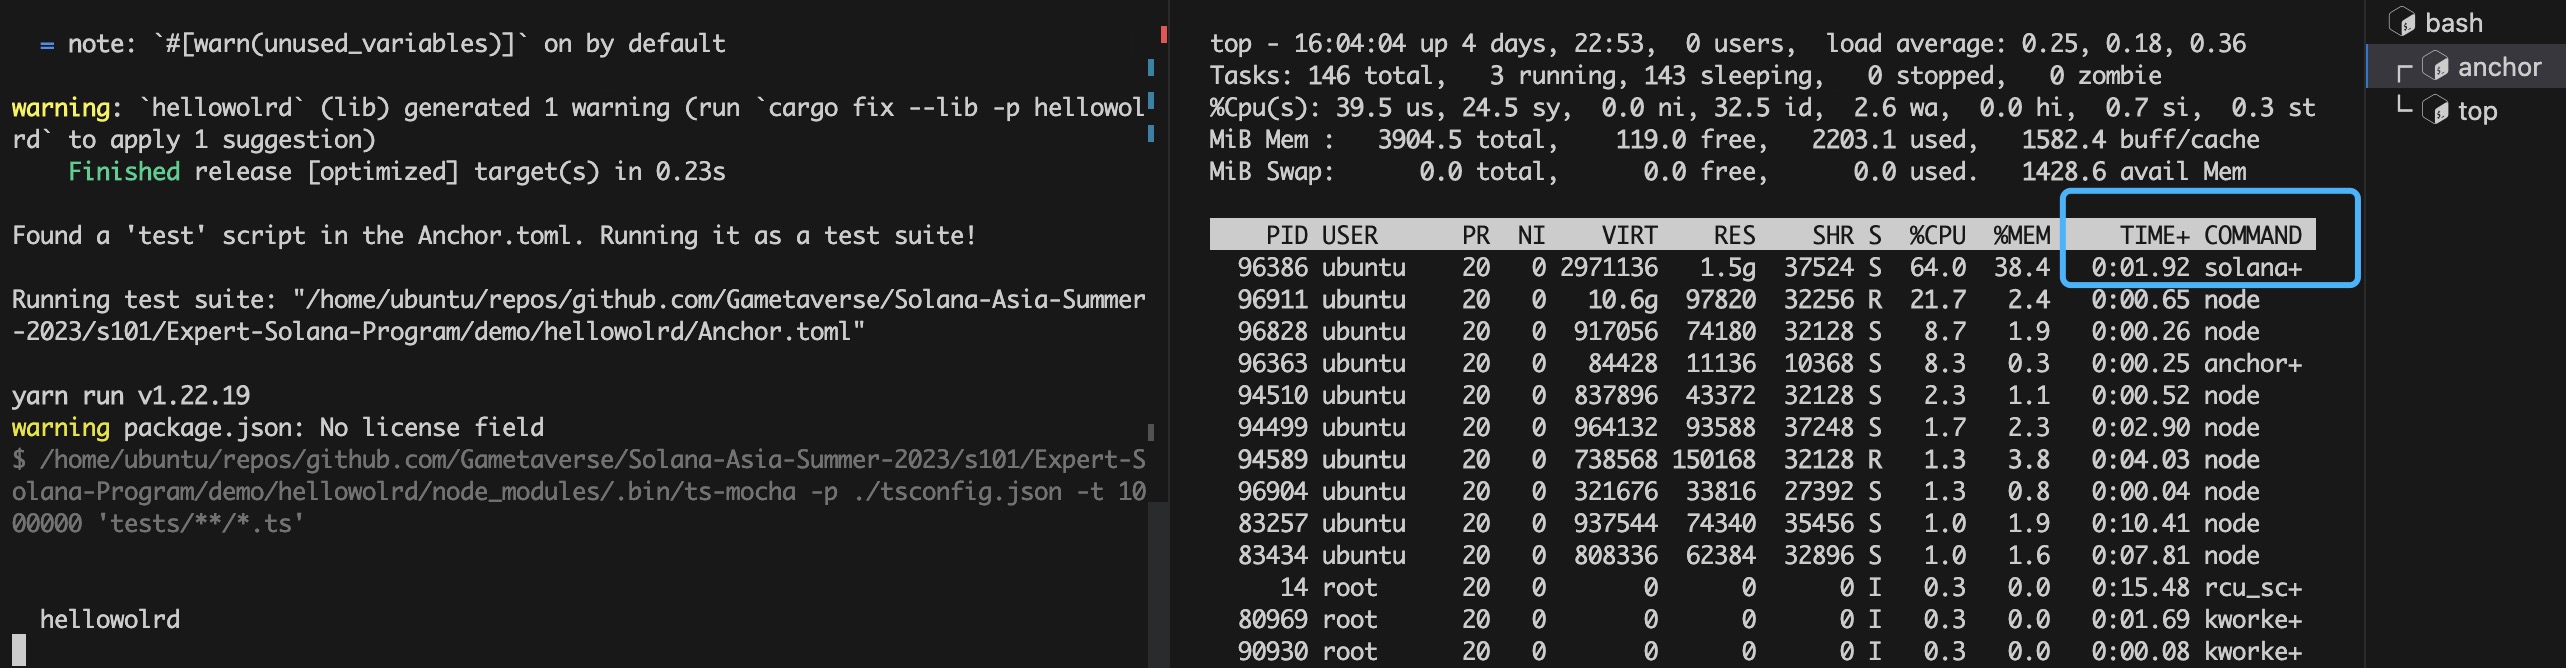 = note: `#[warn(unused_variables)]` on by default
warning: `hellowolrd` (lib) generated 1 warning (run `cargo fix --lib -p hellowol
rd` to apply 1 suggestion)
Finished release [optimized] target(s) in 0.23s
Found a 'test' script in the Anchor.toml. Running it as a test suite!
Running test suite: "/home/ubuntu/repos/github.com/Gametaverse/Solana-Asia-Summer
-2023/s101/Expert-Solana-Program/demo/hellowolrd/Anchor.toml"
yarn run v1.22.19
warning package.json: No license field
$ /home/ubuntu/repos/github.com/Gametaverse/Solana-Asia-Summer-2023/s101/Expert-S
olana-Program/demo/hellowolrd/node_modules/.bin/ts-mocha -p ./tsconfig.json -t 10
00000 'tests/**/*.ts'
hellowolrd
top - 16:04:04 up 4 days, 22:53, 0 users, load average: 0.25, 0.18, 0.36
Tasks: 146 total, 3 running, 143 sleeping, 0 stopped, 0 zombie
%Cpu(s): 39.5 us, 24.5 sy, 0.0 ni, 32.5 id, 2.6 wa, 0.0 hi, 0.7 si, 0.3 st
MiB Mem : 3904.5 total, 119.0 free, 2203.1 used, 1582.4 buff/cache
MiB Swap: 0.0 total, 0.0 free, 0.0 used. 1428.6 avail Mem
PID USER PR NI VIRT RES SHR S %CPU %MEM TIME+ COMMAND
96386 ubuntu 20 0 2971136 1.5g 37524 S 64.0 38.4 0:01.92 solana+
96911 ubuntu 20 0 10.6g 97820 32256 R 21.7 2.4 0:00.65 node
96828 ubuntu 20 0 917056 74180 32128 S 8.7 1.9 0:00.26 node
96363 ubuntu 20 0 84428 11136 10368 S 8.3 0.3 0:00.25 anchor+
94510 ubuntu 20 0 837896 43372 32128 S 2.3 1.1 0:00.52 node
94499 ubuntu 20 0 964132 93588 37248 S 1.7 2.3 0:02.90 node
94589 ubuntu 20 0 738568 150168 32128 R 1.3 3.8 0:04.03 node
96904 ubuntu 20 0 321676 33816 27392 S 1.3 0.8 0:00.04 node
83257 ubuntu 20 0 937544 74340 35456 S 1.0 1.9 0:10.41 node
83434 ubuntu 20 0 808336 62384 32896 S 1.0 1.6 0:07.81 node
14 root 20 0 0 0 0 I 0.3 0.0 0:15.48 rcu_sc+
80969 root 20 0 0 0 0 I 0.3 0.0 0:01.69 kworke+
90930 root 20 0 0 0 0 I 0.3 0.0 0:00.08 kworke+
bash
anchor
top